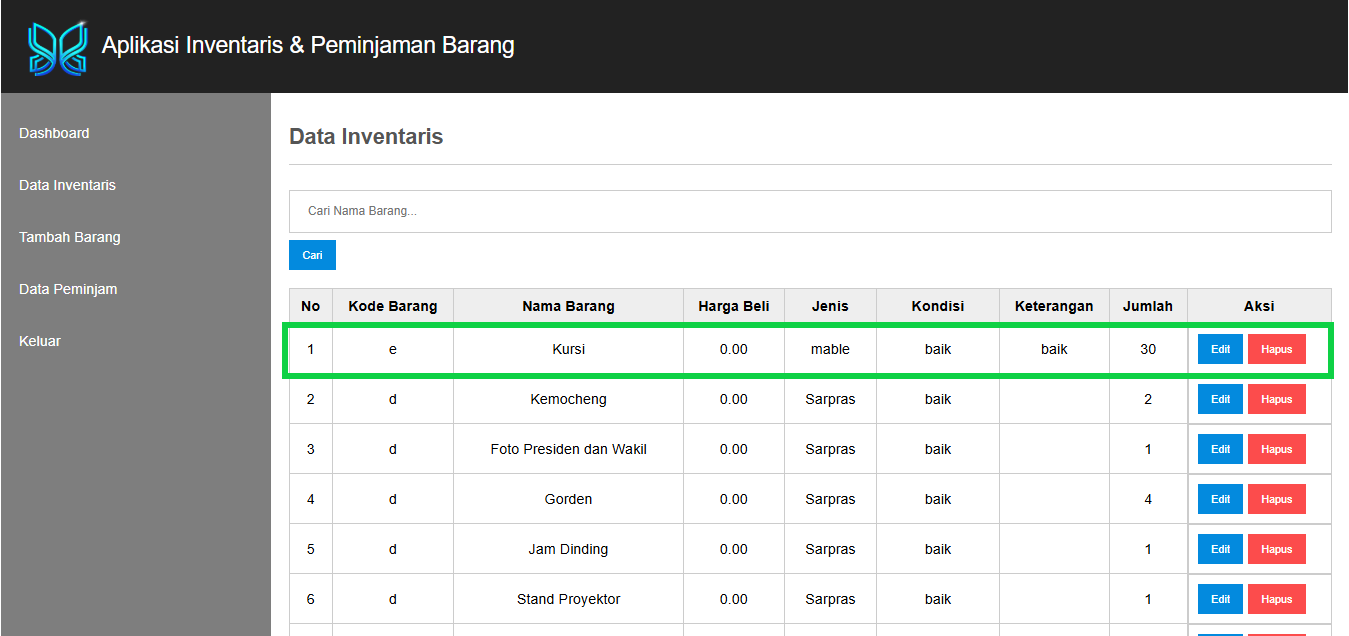 Aplikasi Inventaris & Peminjaman Barang
Dashboard
Data Inventaris
Tambah Barang
Data Peminjam
Keluar
Data Inventaris
Cari Nama Barang...
Cari
No Kode Barang Nama Barang Harga Beli Jenis Kondisi Keterangan Jumlah Aksi
1 e Kursi 0.00 mable baik baik 30 Edit Hapus
2 d Kemocheng 0.00 Sarpras baik 2 Edit Hapus
3 d Foto Presiden dan Wakil 0.00 Sarpras baik 1 Edit Hapus
4 d Gorden 0.00 Sarpras baik 4 Edit Hapus
5 d Jam Dinding 0.00 Sarpras baik 1 Edit Hapus
6 d Stand Proyektor 0.00 Sarpras baik 1 Edit Hapus